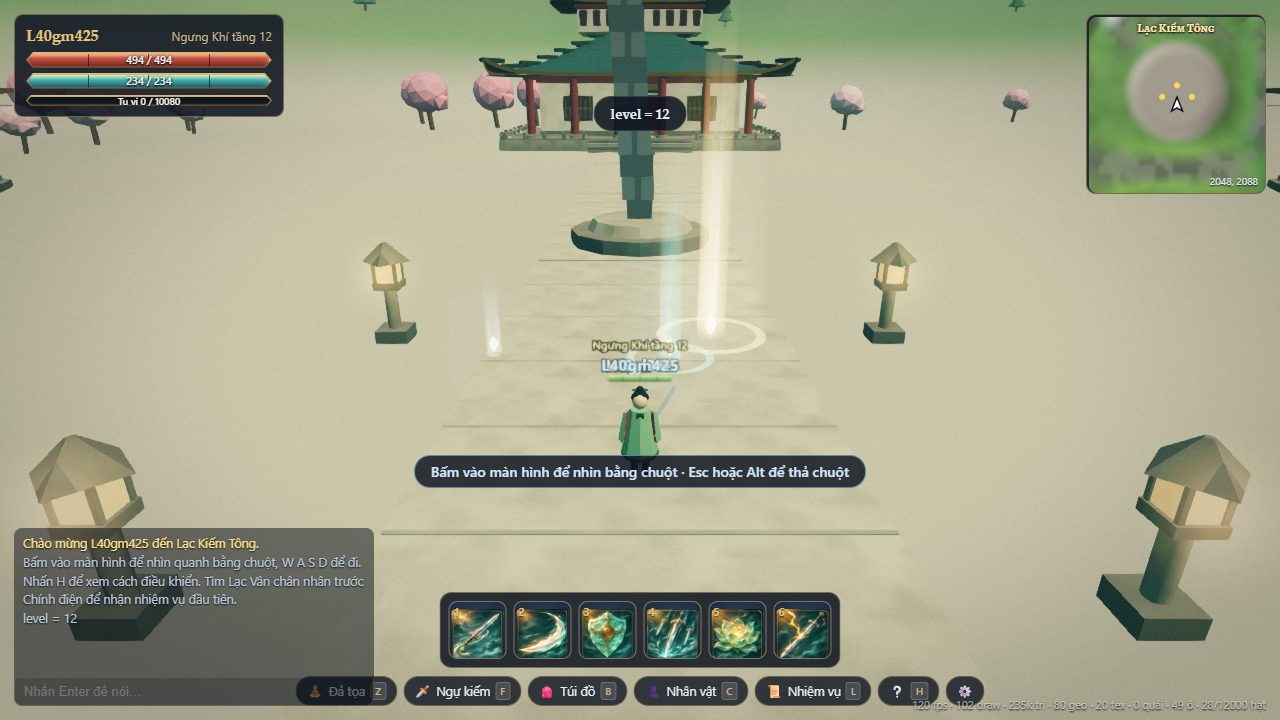 L40gm425
Ngưng Khí tầng 12
494 / 494
234 / 234
Tu vi 0 / 10080
level = 12
LẠC KIẾM TÔNG
2048, 2088
Ngưng Khí tầng 12
L40gm425
Bấm vào màn hình để nhìn bằng chuột · Esc hoặc Alt để thả chuột
Chào mừng L40gm425 đến Lạc Kiếm Tông.
Bấm vào màn hình để nhìn quanh bằng chuột, W A S D để đi.
Nhấn H để xem cách điều khiển. Tìm Lạc Vân chân nhân trước
Chính điện để nhận nhiệm vụ đầu tiên.
level = 12
Nhấn Enter để nói...
1 2 3 4 5 6
Đả tọa Z Ngự kiếm F Túi đồ B Nhân vật C Nhiệm vụ L ? H
120 fps · 102 draw · 235k tri · 80 geo · 20 tex · 0 quái · 49 ô · 28/12000 hạt